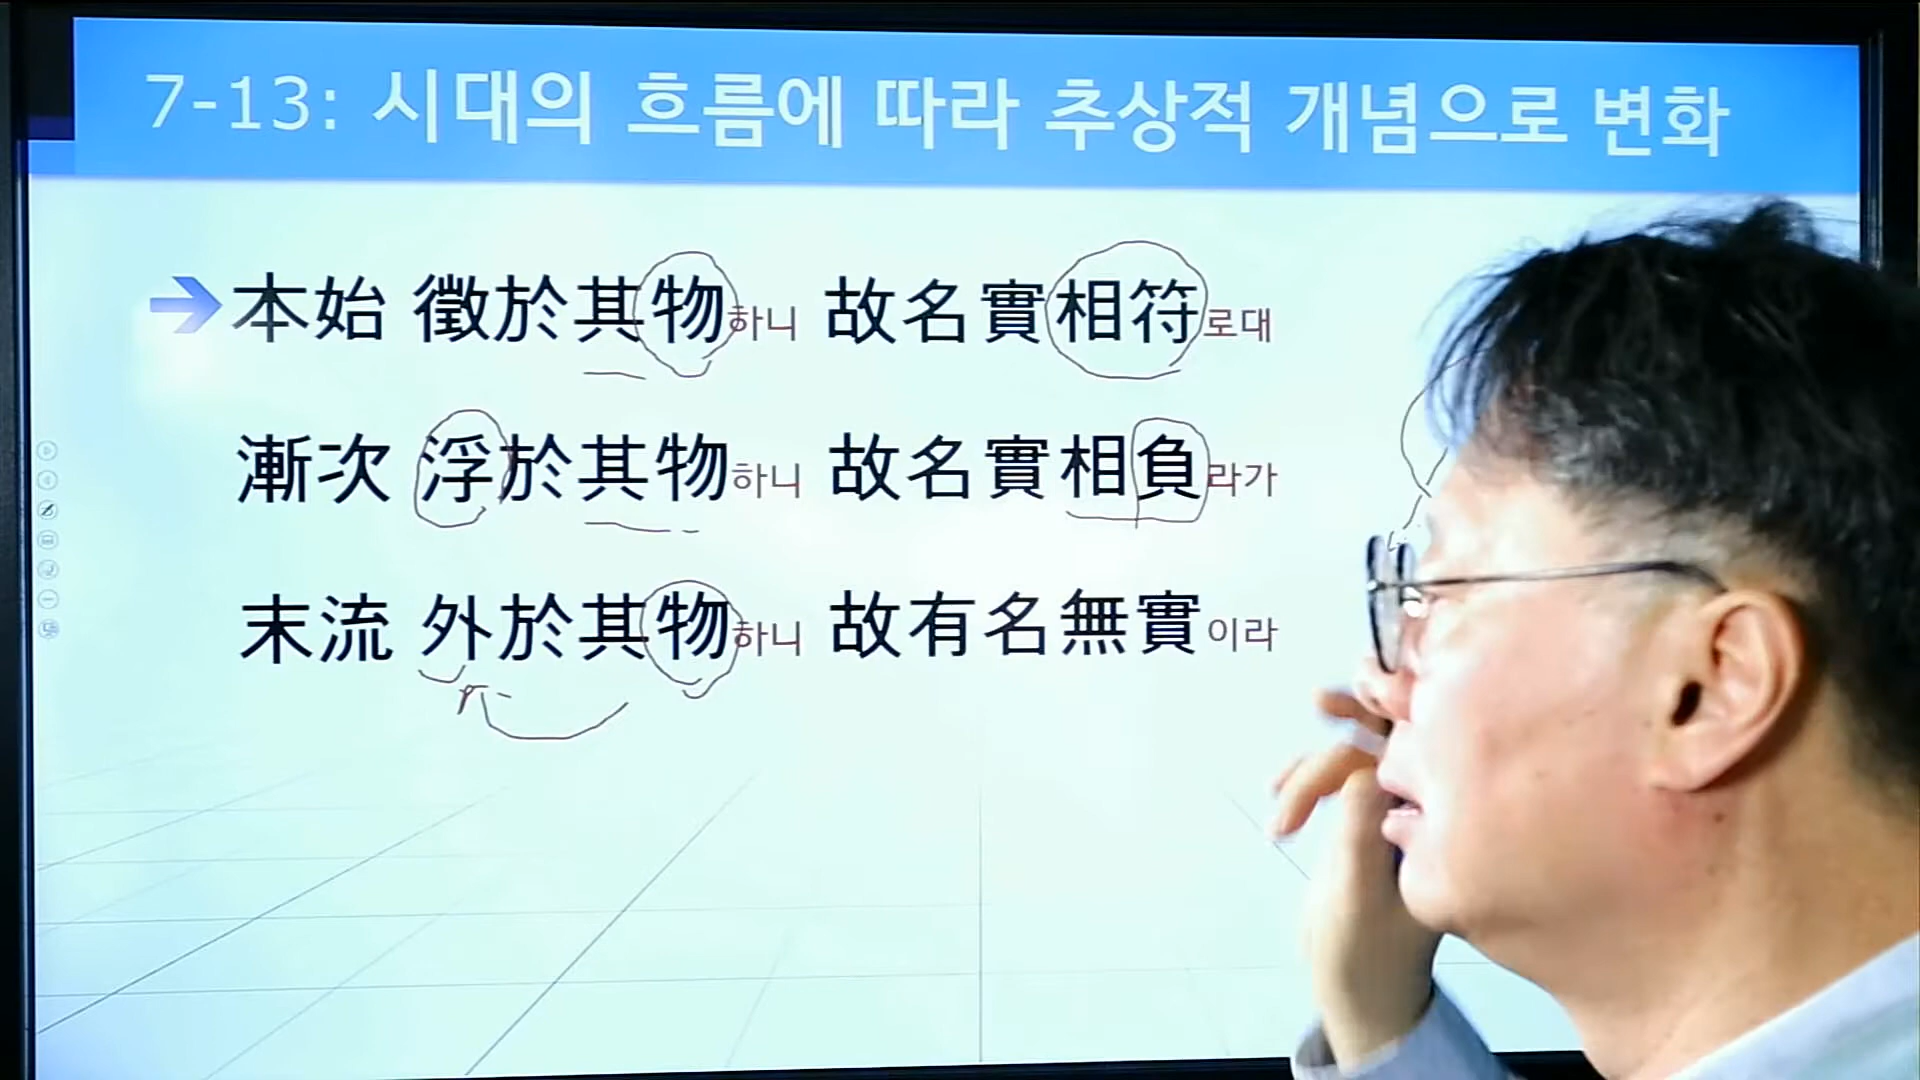 7-13: 시대의 흐름에 따라 추상적 개념으로 변화
本始 徵於其物하니 故名實相符로대
漸次 浮於其物하니 故名實相負라가
末流 外於其物하니 故有名無實이라